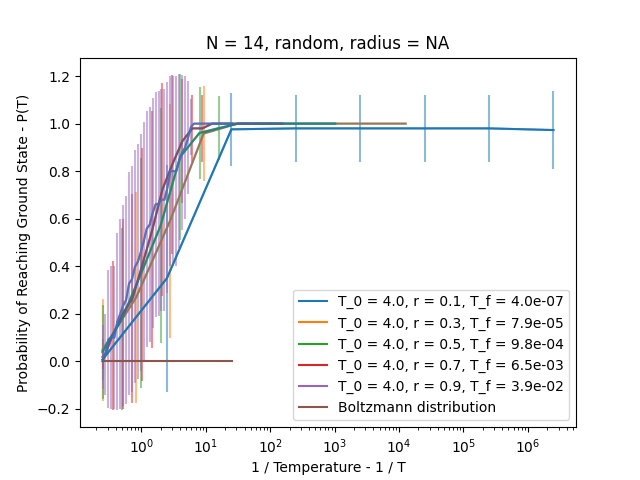 N = 14, random, radius = NA
Probability of Reaching Ground State - P(T)
1.2
1.0
0.8
0.6
0.4
0.2
0.0
−0.2
10⁰
10¹
10²
10³
10⁴
10⁵
10⁶
1 / Temperature - 1 / T
T_0 = 4.0, r = 0.1, T_f = 4.0e-07
T_0 = 4.0, r = 0.3, T_f = 7.9e-05
T_0 = 4.0, r = 0.5, T_f = 9.8e-04
T_0 = 4.0, r = 0.7, T_f = 6.5e-03
T_0 = 4.0, r = 0.9, T_f = 3.9e-02
Boltzmann distribution